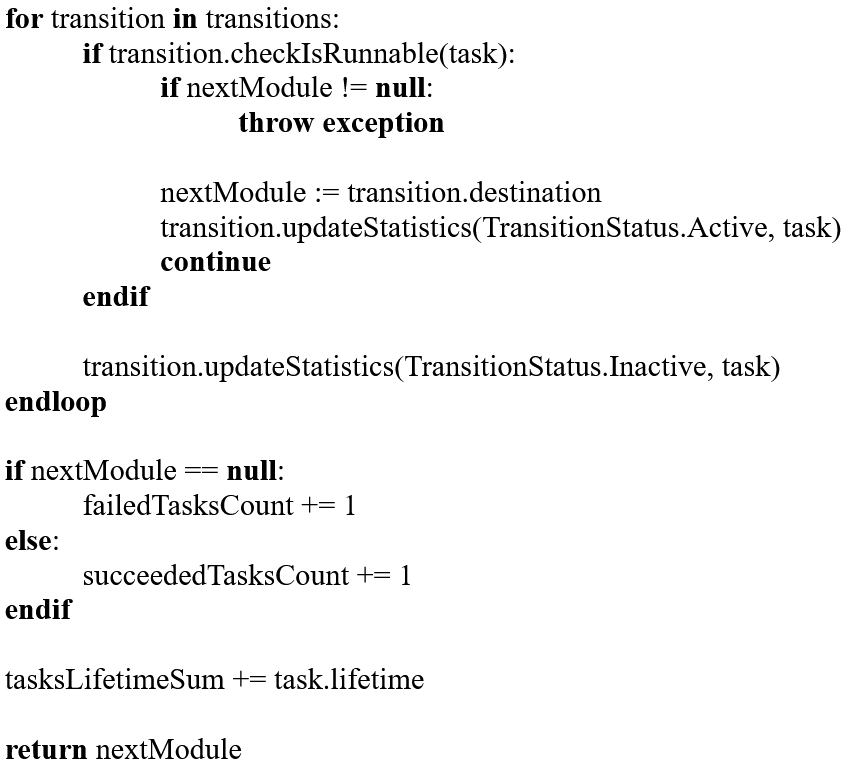 for transition in transitions:
if transition.checkIsRunnable(task):
if nextModule != null:
throw exception
nextModule := transition.destination
transition.updateStatistics(TransitionStatus.Active, task)
continue
endif
transition.updateStatistics(TransitionStatus.Inactive, task)
endloop
if nextModule == null:
failedTasksCount += 1
else:
succeededTasksCount += 1
endif
tasksLifetimeSum += task.lifetime
return nextModule